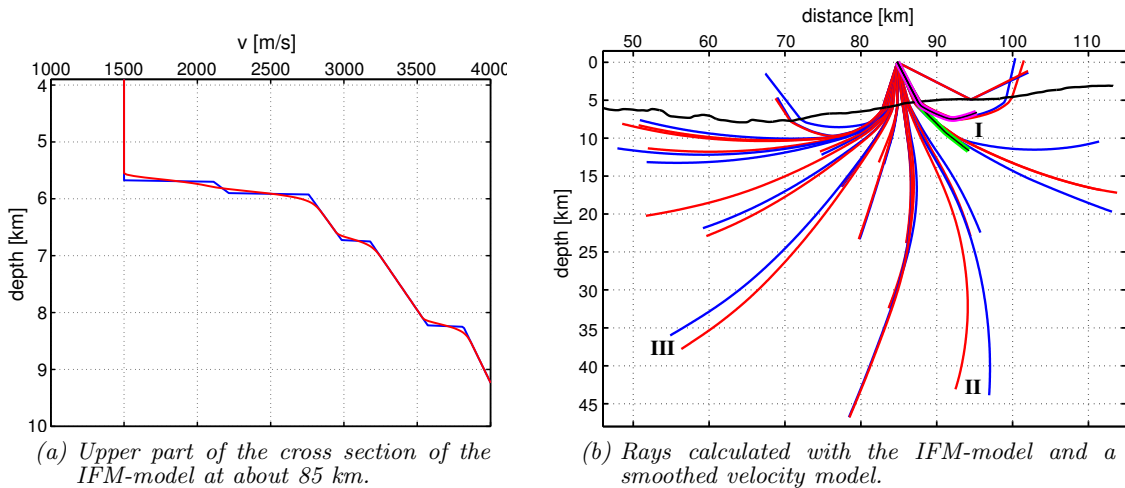 v [m/s]
1000 1500 2000 2500 3000 3500 4000
4
5
6
7
8
9
10
depth [km]
(a) Upper part of the cross section of the
IFM-model at about 85 km.
distance [km]
50 60 70 80 90 100 110
0
5
10
15
20
25
30
35
40
45
depth [km]
I
II
III
(b) Rays calculated with the IFM-model and a
smoothed velocity model.